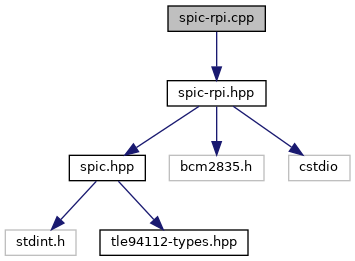 spic-rpi.cpp
spic-rpi.hpp
spic.hpp
bcm2835.h
cstdio
stdint.h
tle94112-types.hpp